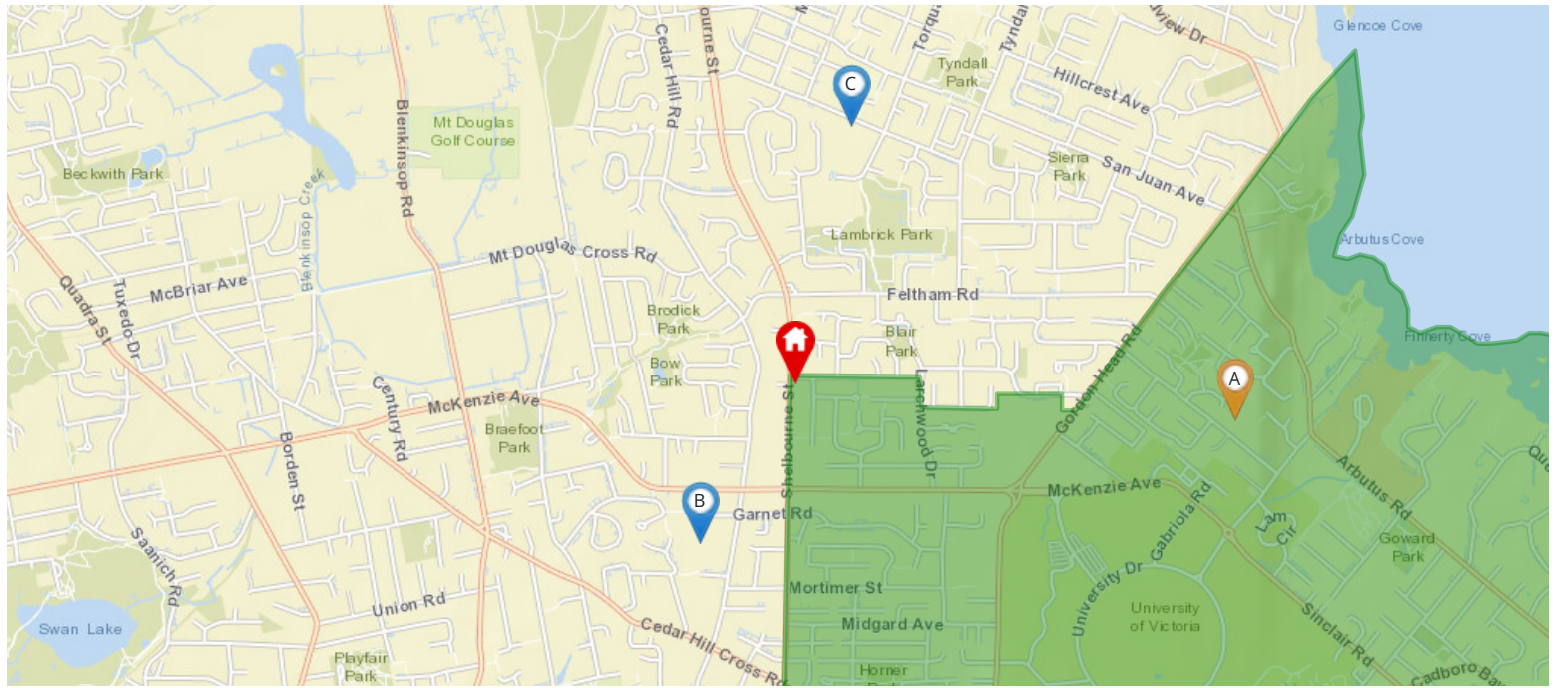 Glencoe Cove
Cedar Hill Rd
Tyndall
Park
Hillcrest Ave
C
Blenkinsop Rd
Mt Douglas
Golf Course
Beckwith Park
Sierra
Park
San Juan Ave
Blenkinsop Creek
Lambrick Park
Arbutus Cove
Mt Douglas Cross Rd
McBriar Ave
Quadra St
Tuxedo Dr
Feltham Rd
Brodick
Park
Blair
Park
Finnerty Cove
Bow
Park
Gordon Head Rd
A
Century Rd
McKenzie Ave
Larchwood Dr
Shelbourne St
Braefoot
Park
Borden St
Arbutus Rd
McKenzie Ave
B
Garnet Rd
Gabriola Rd
Lam
Cir
Goward
Park
Saanich Rd
University Dr
Mortimer St
Union Rd
University
of Victoria
Swan Lake
Midgard Ave
Cedar Hill Cross Rd
Sinclair Rd
Playfair
Park
Horner
Cadboro Bay